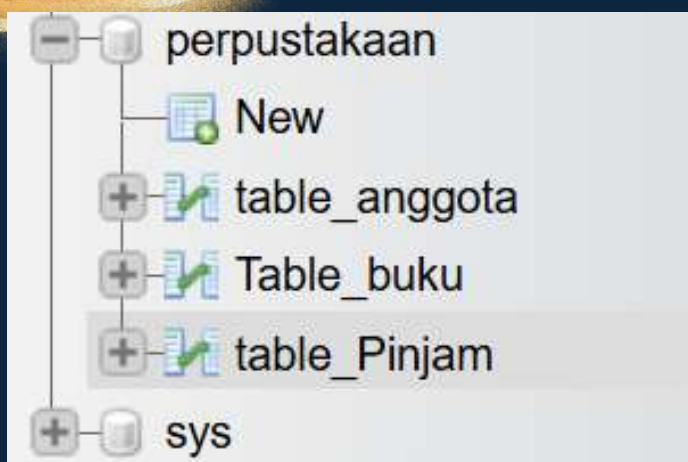 perpustakaan
New
table_anggota
Table_buku
table_Pinjam
sys